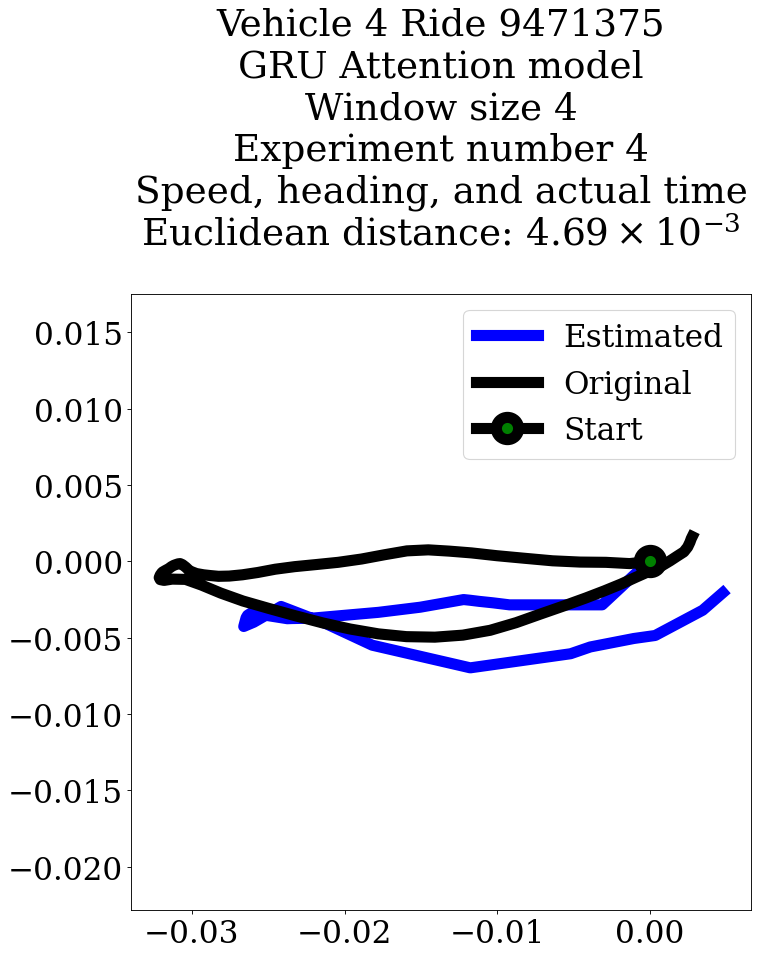 Vehicle 4 Ride 9471375
GRU Attention model
Window size 4
Experiment number 4
Speed, heading, and actual time
Euclidean distance: 4.69 × 10⁻³
Estimated
Original
Start
0.015
0.010
0.005
0.000
−0.005
−0.010
−0.015
−0.020
−0.03
−0.02
−0.01
0.00